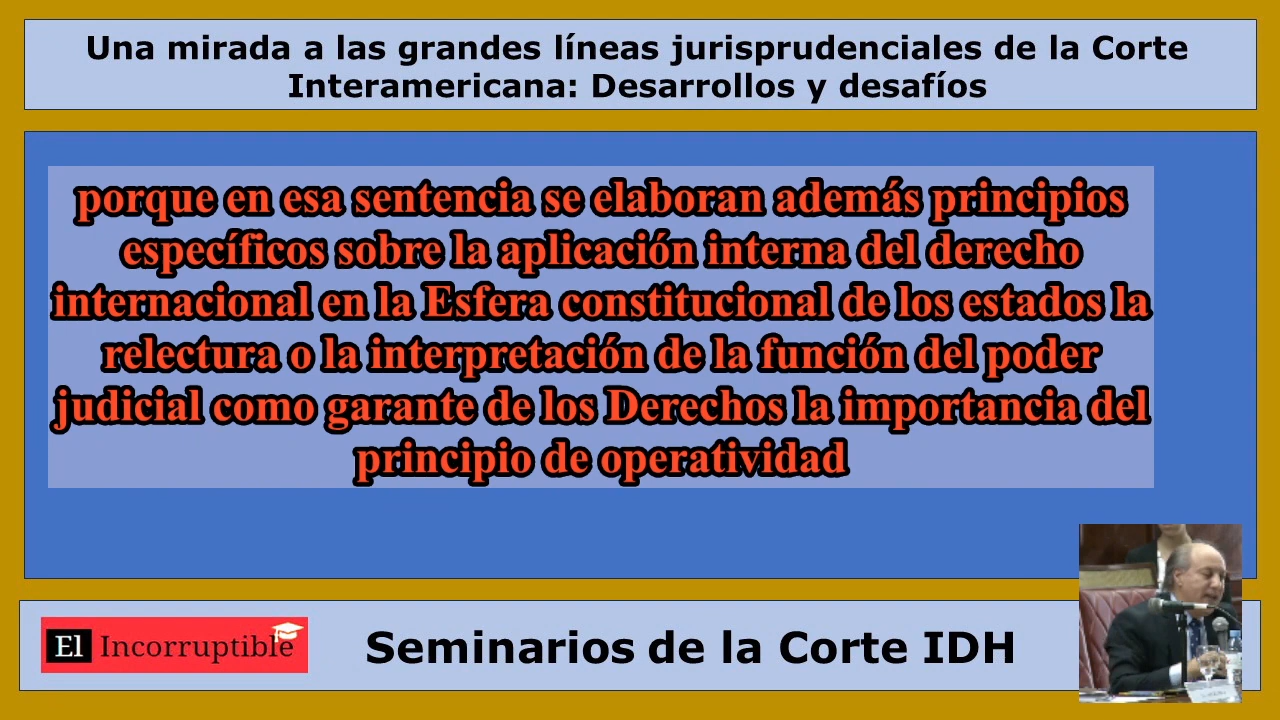 Una mirada a las grandes líneas jurisprudenciales de la Corte
Interamericana: Desarrollos y desafíos
porque en esa sentencia se elaboran además principios
específicos sobre la aplicación interna del derecho
internacional en la Esfera constitucional de los estados la
relectura o la interpretación de la función del poder
judicial como garante de los Derechos la importancia del
principio de operatividad
El Incorruptible
Seminarios de la Corte IDH